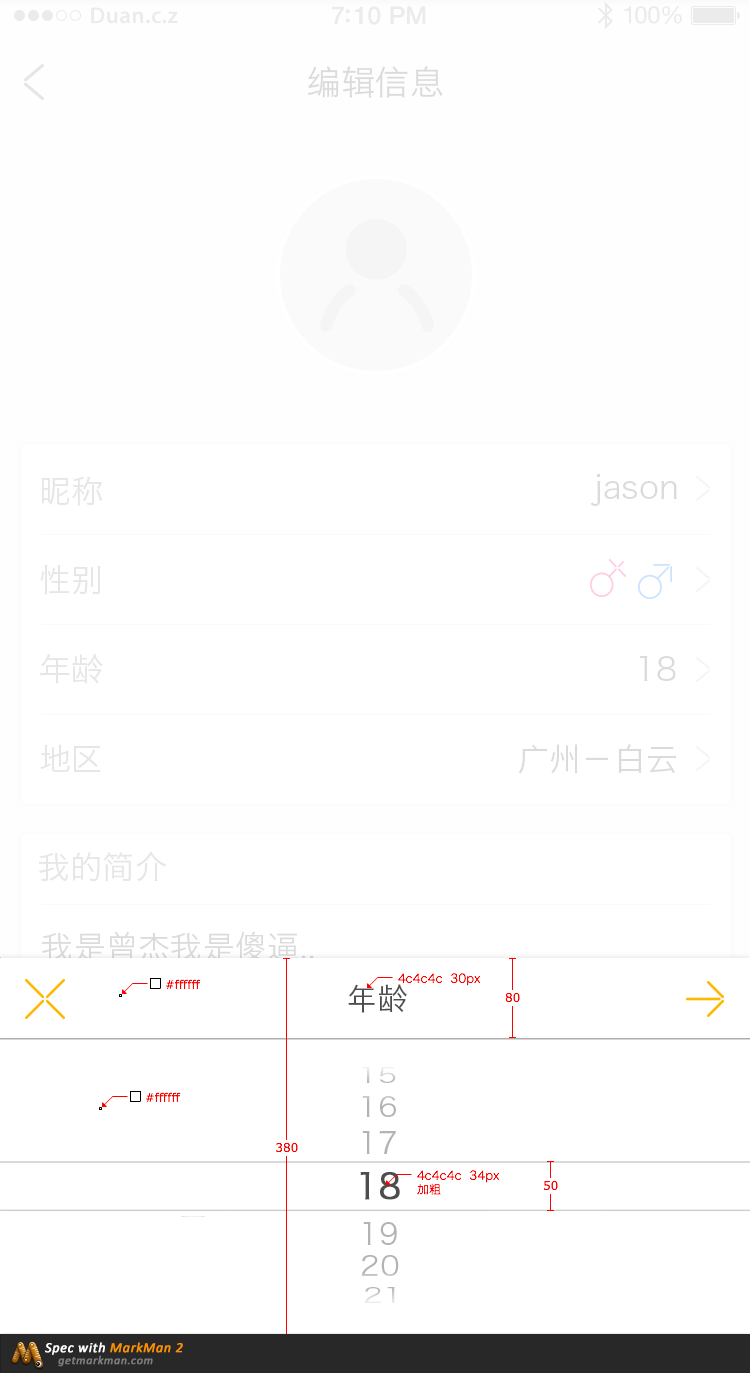 Duan.c.z 7:10 PM 100%
编辑信息
昵称 jason
性别
年龄 18
地区 广州－白云
我的简介
我是曾杰我是傻逼..
#ffffff
4c4c4c 30px
年龄
80
15
#ffffff
16
17
380
18
4c4c4c 34px
加粗
50
19
20
21
Spec with MarkMan 2
getmarkman.com